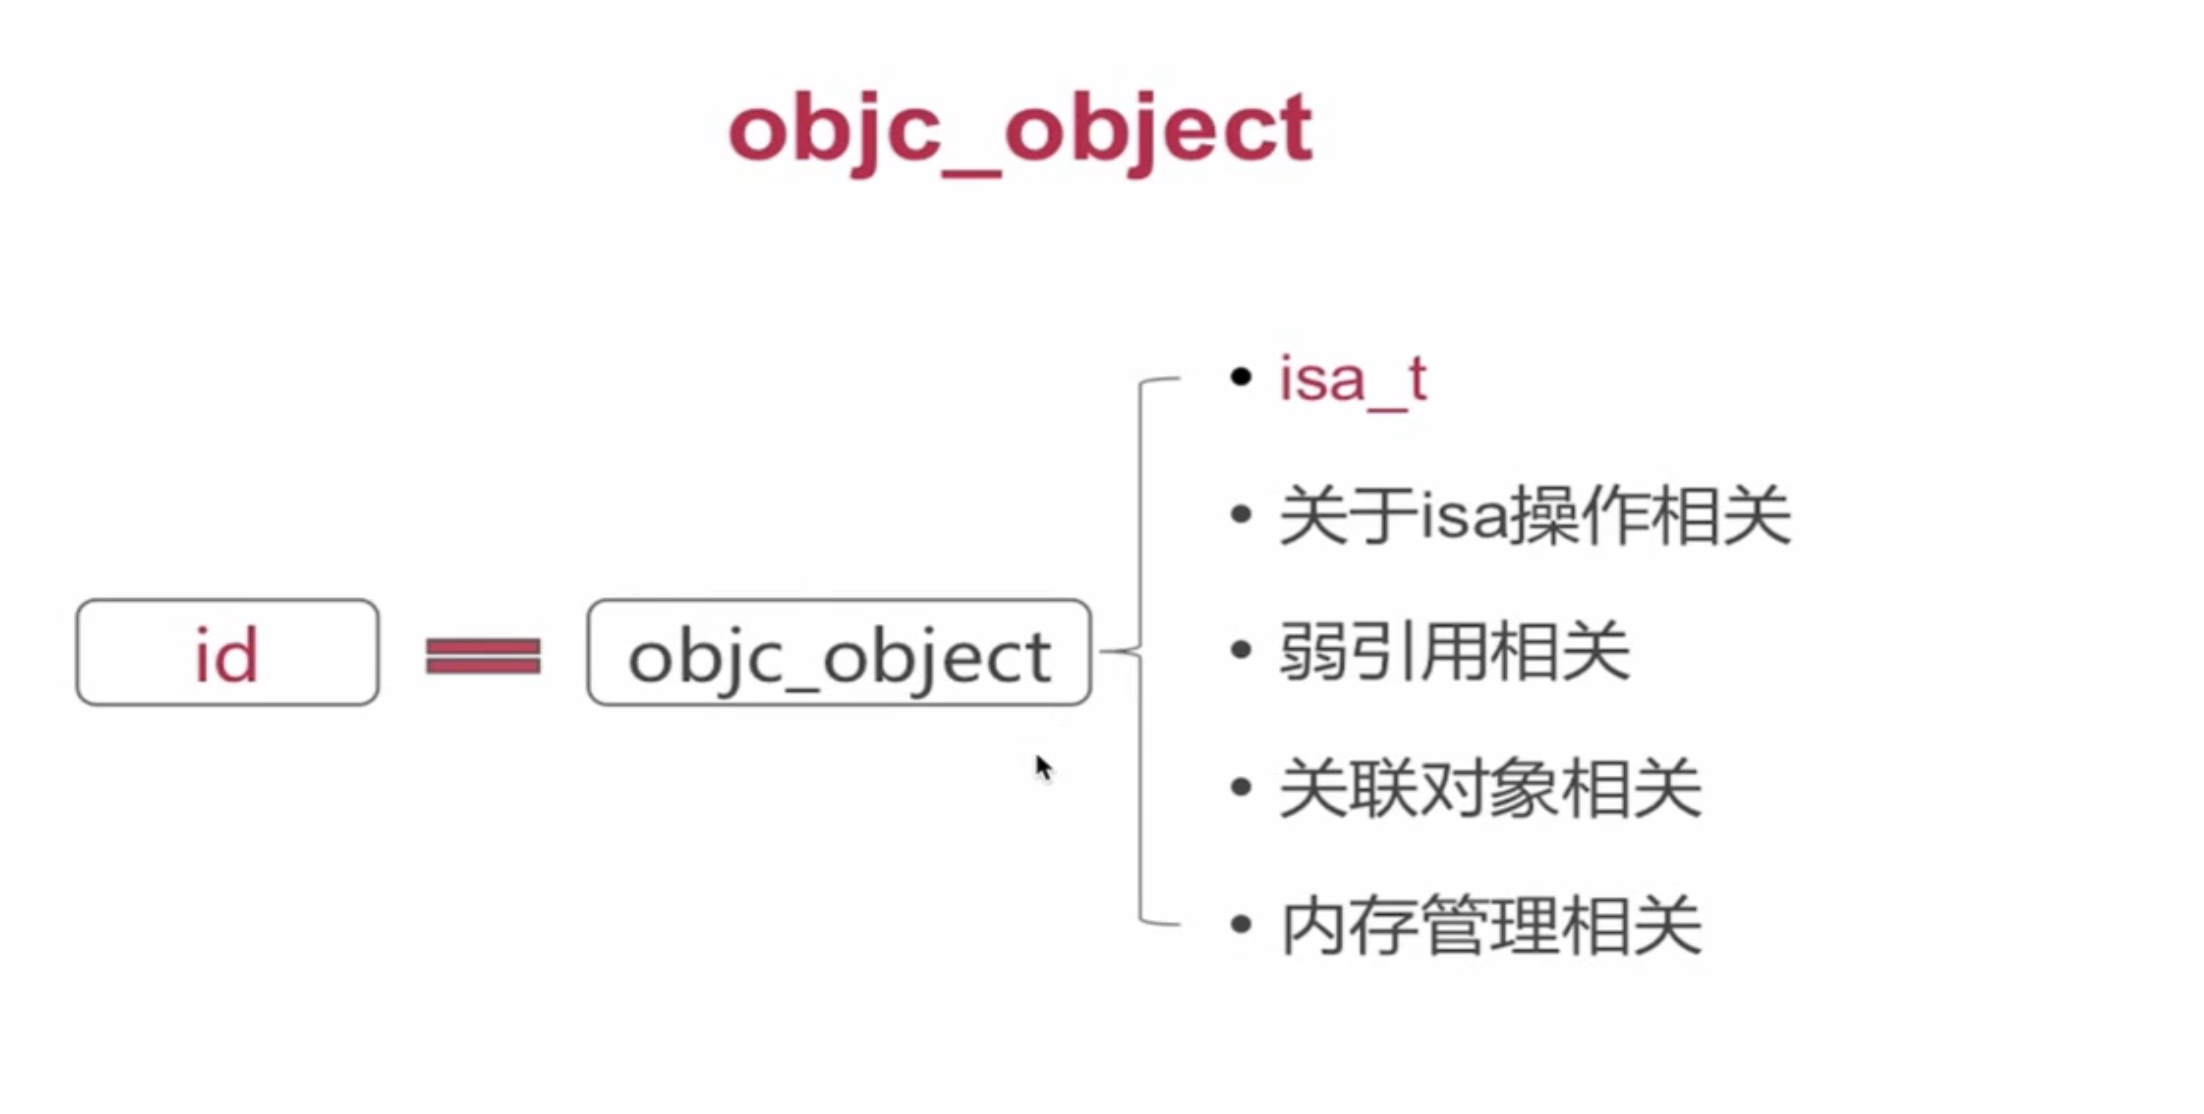 objc_object
id
objc_object
isa_t
关于isa操作相关
弱引用相关
关联对象相关
内存管理相关